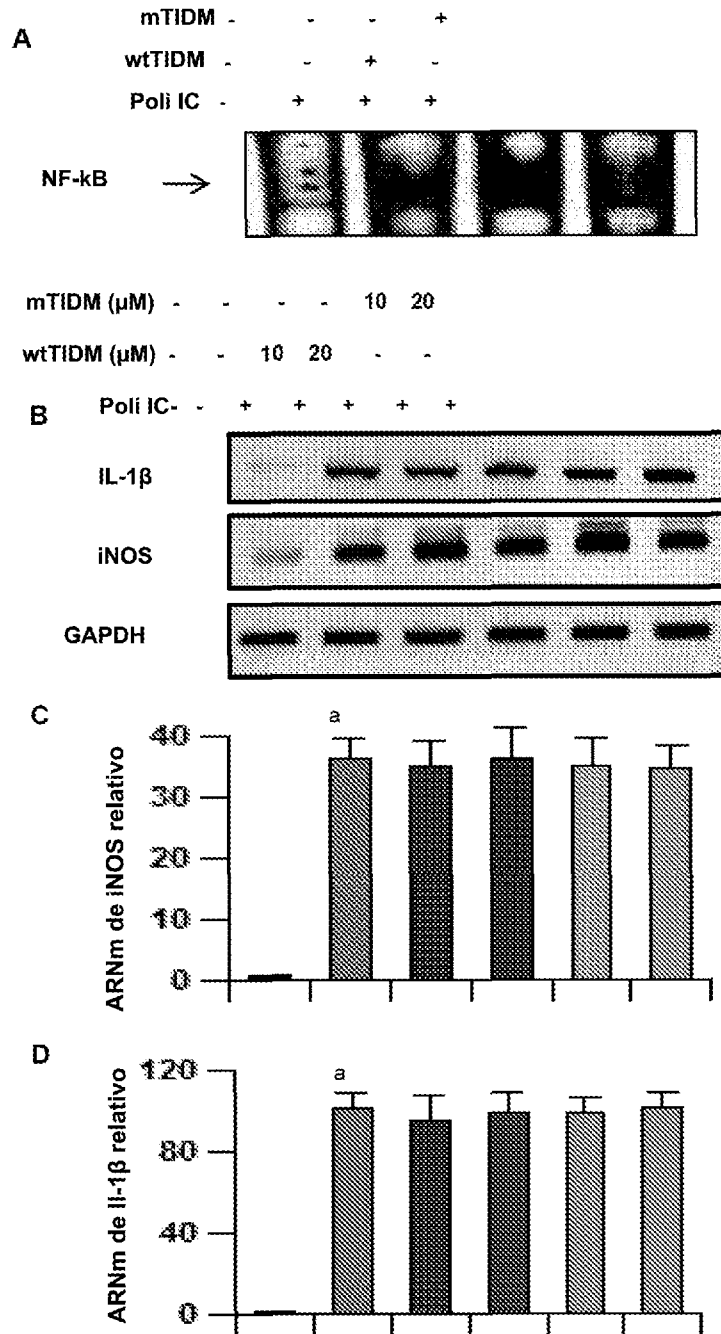 mTIDM - - - +
A
wtTIDM - - + -
Poli IC - + + +
NF-kB
mTIDM (µM) - - - - 10 20
wtTIDM (µM) - - 10 20 - -
Poli IC- - + + + + +
B
IL-1β
iNOS
GAPDH
C
a
40
30
20
10
0
ARNm de iNOS relativo
D
a
120
80
40
0
ARNm de Il-1β relativo